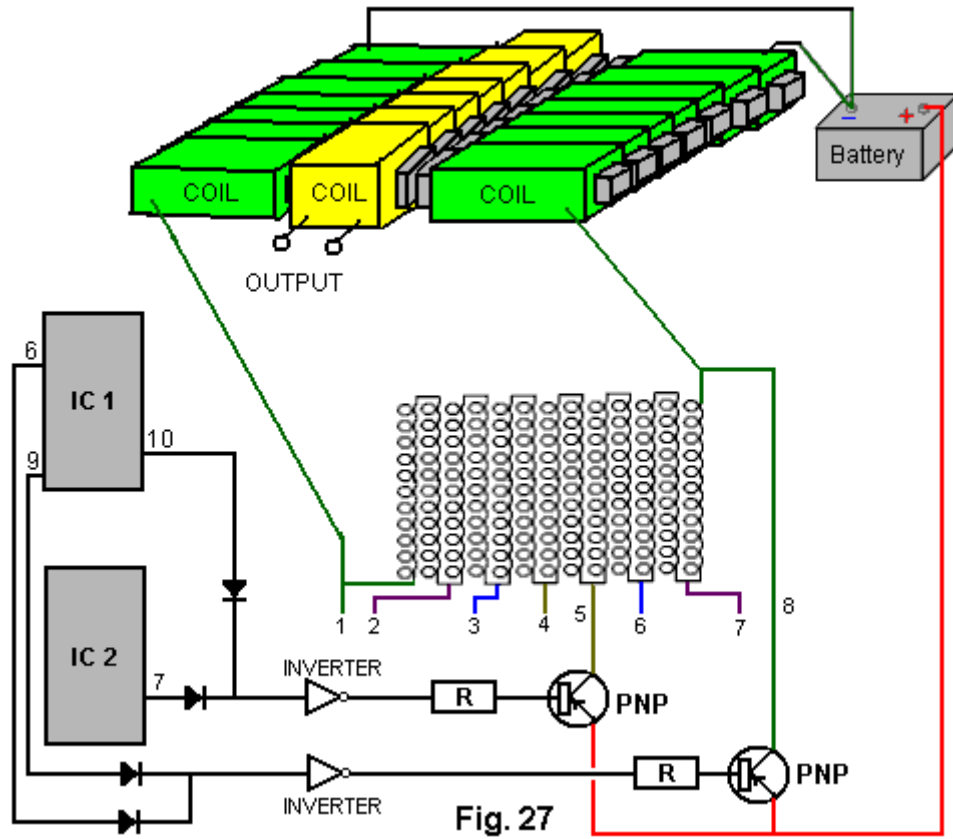 − +
Battery
COIL COIL COIL
OUTPUT
6
IC 1
10
9
1 2 3 4 5 6 7 8
IC 2
7
INVERTER
R
PNP
R
PNP
INVERTER
Fig. 27